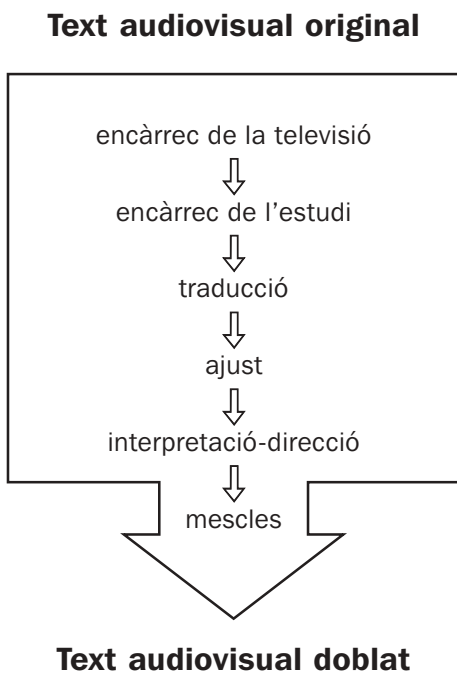 Text audiovisual original
encàrrec de la televisió
encàrrec de l’estudi
traducció
ajust
interpretació-direcció
mescles
Text audiovisual doblat